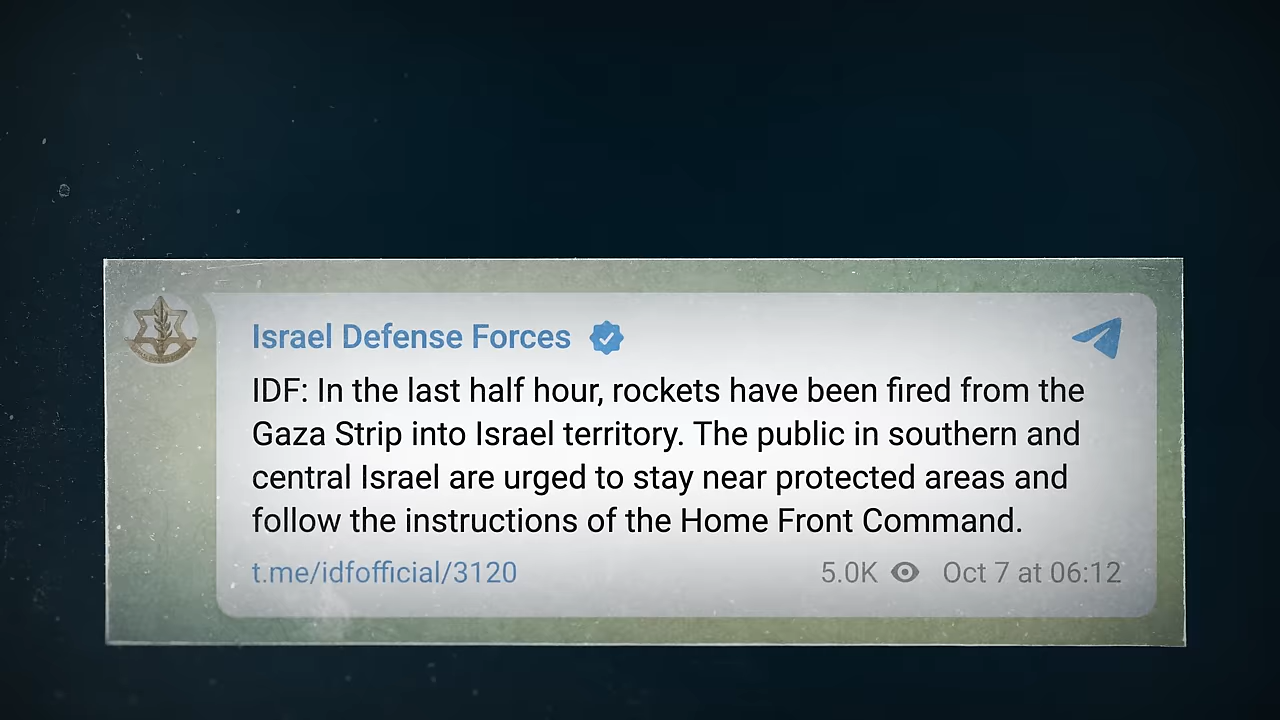 Israel Defense Forces
IDF: In the last half hour, rockets have been fired from the
Gaza Strip into Israel territory. The public in southern and
central Israel are urged to stay near protected areas and
follow the instructions of the Home Front Command.
t.me/idfofficial/3120 5.0K Oct 7 at 06:12